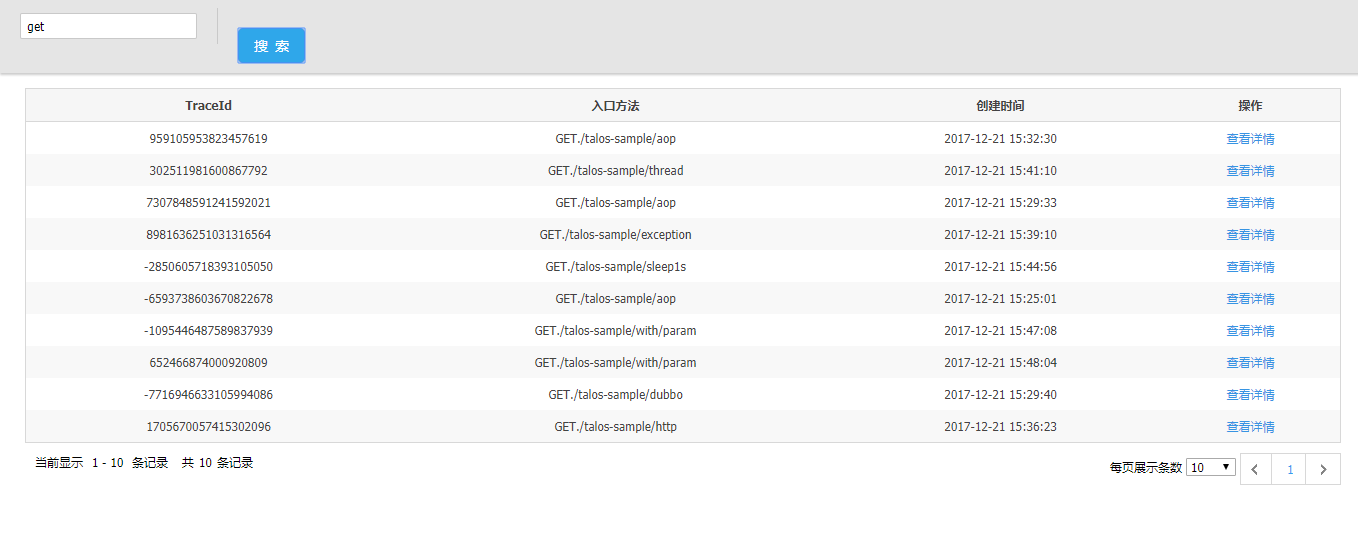 get
搜 索
TraceId 入口方法 创建时间 操作
959105953823457619 GET./talos-sample/aop 2017-12-21 15:32:30 查看详情
302511981600867792 GET./talos-sample/thread 2017-12-21 15:41:10 查看详情
7307848591241592021 GET./talos-sample/aop 2017-12-21 15:29:33 查看详情
8981636251031316564 GET./talos-sample/exception 2017-12-21 15:39:10 查看详情
-2850605718393105050 GET./talos-sample/sleep1s 2017-12-21 15:44:56 查看详情
-6593738603670822678 GET./talos-sample/aop 2017-12-21 15:25:01 查看详情
-1095446487589837939 GET./talos-sample/with/param 2017-12-21 15:47:08 查看详情
652466874000920809 GET./talos-sample/with/param 2017-12-21 15:48:04 查看详情
-7716946633105994086 GET./talos-sample/dubbo 2017-12-21 15:29:40 查看详情
1705670057415302096 GET./talos-sample/http 2017-12-21 15:36:23 查看详情
当前显示 1 - 10 条记录 共 10 条记录 每页展示条数 10 1